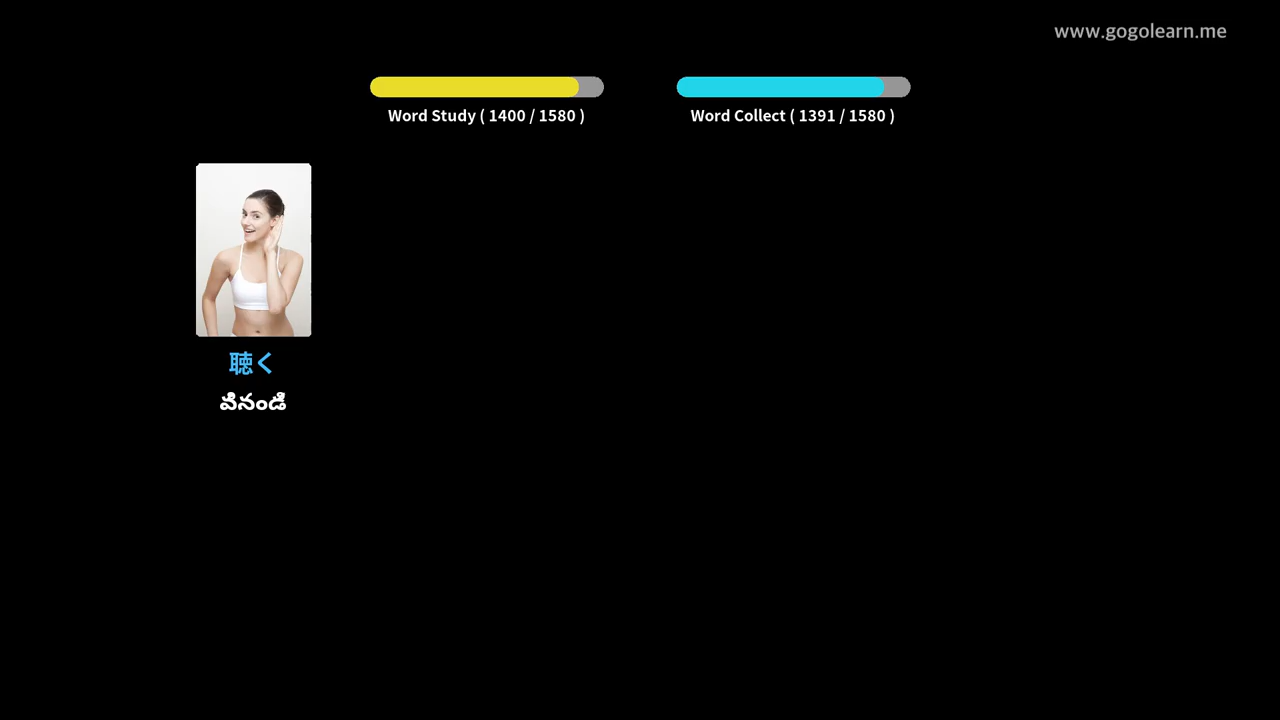 www.gogolearn.me
Word Study ( 1400 / 1580 )
Word Collect ( 1391 / 1580 )
聴く
వినండి